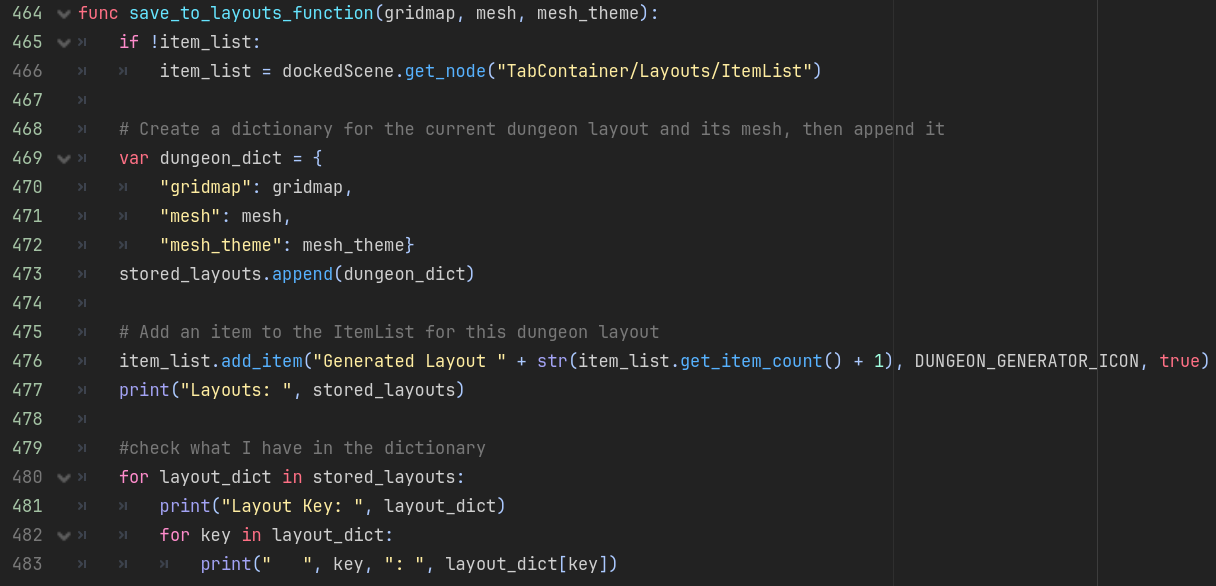 464 func save_to_layouts_function(gridmap, mesh, mesh_theme):
465 if !item_list:
466 item_list = dockedScene.get_node("TabContainer/Layouts/ItemList")
467
468 # Create a dictionary for the current dungeon layout and its mesh, then append it
469 var dungeon_dict = {
470 "gridmap": gridmap,
471 "mesh": mesh,
472 "mesh_theme": mesh_theme}
473 stored_layouts.append(dungeon_dict)
474
475 # Add an item to the ItemList for this dungeon layout
476 item_list.add_item("Generated Layout " + str(item_list.get_item_count() + 1), DUNGEON_GENERATOR_ICON, true)
477 print("Layouts: ", stored_layouts)
478
479 #check what I have in the dictionary
480 for layout_dict in stored_layouts:
481 print("Layout Key: ", layout_dict)
482 for key in layout_dict:
483 print("   ", key, ": ", layout_dict[key])